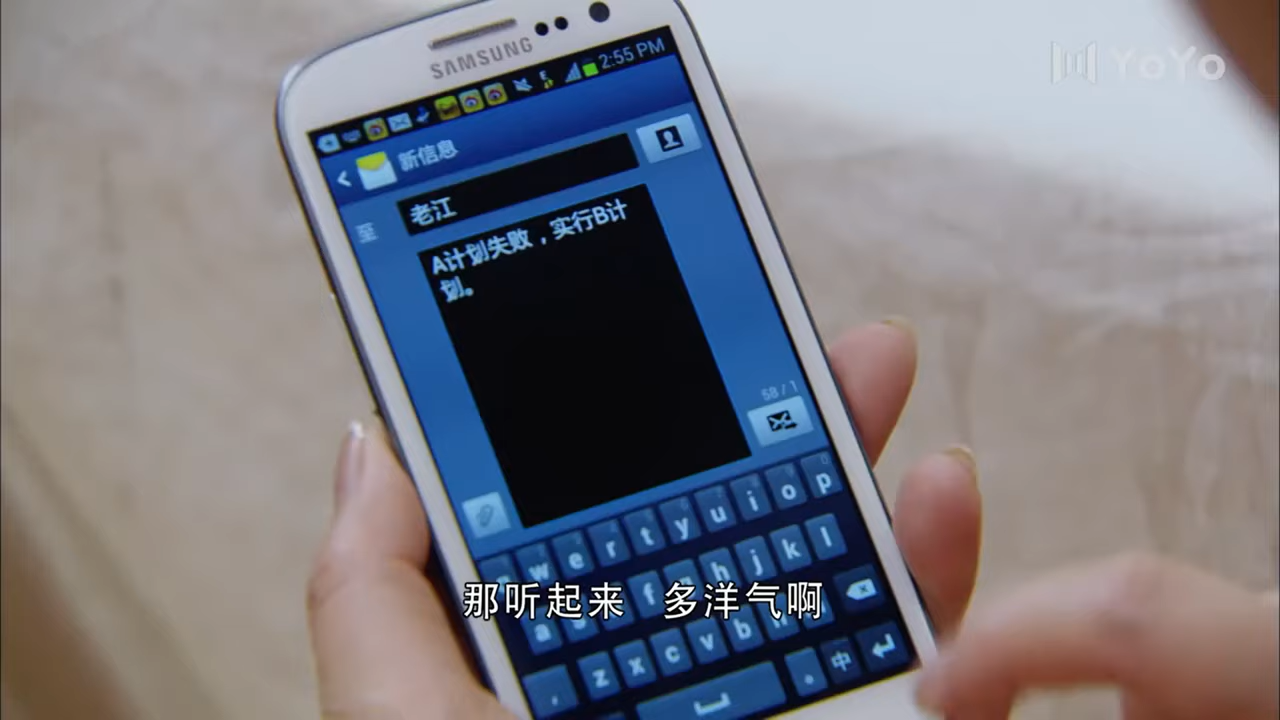 YoYo
SAMSUNG
2:55 PM
新信息
至
老江
A计划失败，实行B计
划。
58 / 1
w e r t y u i o p
a f h j k l
z x c v b
, 。 中
那听起来 多洋气啊